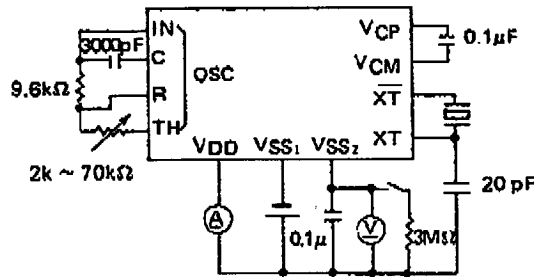 IN
3000pF
C
OSC
9.6kΩ
R
TH
2k ~ 70kΩ
VDD
VSS1
VSS2
VCP
0.1μF
VCM
XT
XT
20 pF
A
0.1μ
V
3MΩ